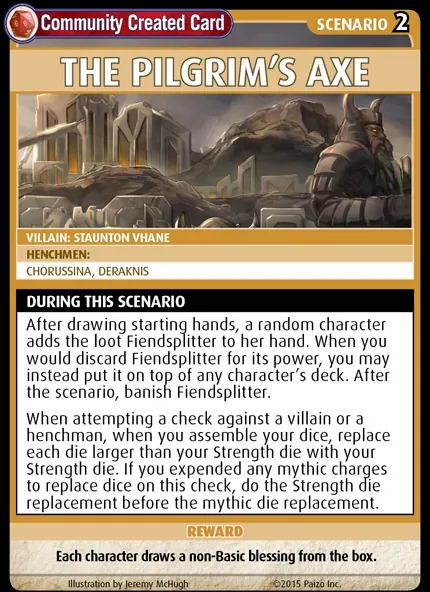 Community Created Card
SCENARIO 2
THE PILGRIM'S AXE
VILLAIN: STAUNTON VHANE
HENCHMEN:
CHORUSSINA, DERAKNIS
DURING THIS SCENARIO
After drawing starting hands, a random character
adds the loot Fiendsplitter to her hand. When you
would discard Fiendsplitter for its power, you may
instead put it on top of any character's deck. After
the scenario, banish Fiendsplitter.
When attempting a check against a villain or a
henchman, when you assemble your dice, replace
each die larger than your Strength die with your
Strength die. If you expended any mythic charges
to replace dice on this check, do the Strength die
replacement before the mythic die replacement.
REWARD
Each character draws a non-Basic blessing from the box.
Illustration by Jeremy McHugh ©2015 Paizo Inc.